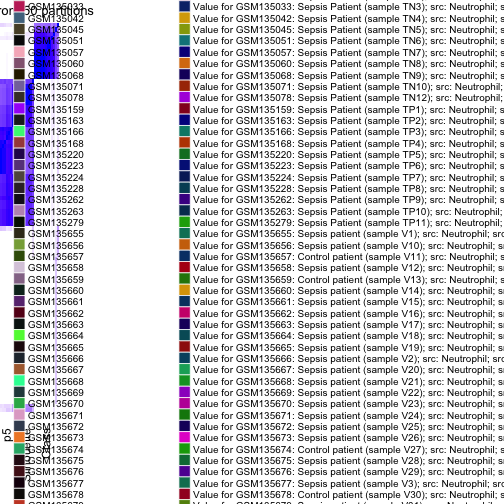 rom 50 partitions
GSM135033 Value for GSM135033: Sepsis Patient (sample TN3); src: Neutrophil; s
GSM135042 Value for GSM135042: Sepsis Patient (sample TN4); src: Neutrophil; s
GSM135045 Value for GSM135045: Sepsis Patient (sample TN5); src: Neutrophil; s
GSM135051 Value for GSM135051: Sepsis Patient (sample TN6); src: Neutrophil; s
GSM135057 Value for GSM135057: Sepsis Patient (sample TN7); src: Neutrophil; s
GSM135060 Value for GSM135060: Sepsis Patient (sample TN8); src: Neutrophil; s
GSM135068 Value for GSM135068: Sepsis Patient (sample TN9); src: Neutrophil; s
GSM135071 Value for GSM135071: Sepsis Patient (sample TN10); src: Neutrophil;
GSM135078 Value for GSM135078: Sepsis Patient (sample TN12); src: Neutrophil;
GSM135159 Value for GSM135159: Sepsis Patient (sample TP1); src: Neutrophil; s
GSM135163 Value for GSM135163: Sepsis Patient (sample TP2); src: Neutrophil; s
GSM135166 Value for GSM135166: Sepsis Patient (sample TP3); src: Neutrophil; s
GSM135168 Value for GSM135168: Sepsis Patient (sample TP4); src: Neutrophil; s
GSM135220 Value for GSM135220: Sepsis Patient (sample TP5); src: Neutrophil; s
GSM135223 Value for GSM135223: Sepsis Patient (sample TP6); src: Neutrophil; s
GSM135224 Value for GSM135224: Sepsis Patient (sample TP7); src: Neutrophil; s
GSM135228 Value for GSM135228: Sepsis Patient (sample TP8); src: Neutrophil; s
GSM135262 Value for GSM135262: Sepsis Patient (sample TP9); src: Neutrophil; s
GSM135263 Value for GSM135263: Sepsis Patient (sample TP10); src: Neutrophil;
GSM135279 Value for GSM135279: Sepsis Patient (sample TP11); src: Neutrophil;
GSM135655 Value for GSM135655: Sepsis patient (sample V1); src: Neutrophil; src
GSM135656 Value for GSM135656: Sepsis patient (sample V10); src: Neutrophil; s
GSM135657 Value for GSM135657: Control patient (sample V11); src: Neutrophil; s
GSM135658 Value for GSM135658: Sepsis patient (sample V12); src: Neutrophil; s
GSM135659 Value for GSM135659: Control patient (sample V13); src: Neutrophil; s
GSM135660 Value for GSM135660: Sepsis patient (sample V14); src: Neutrophil; s
GSM135661 Value for GSM135661: Sepsis patient (sample V15); src: Neutrophil; s
GSM135662 Value for GSM135662: Sepsis patient (sample V16); src: Neutrophil; s
GSM135663 Value for GSM135663: Sepsis patient (sample V17); src: Neutrophil; s
GSM135664 Value for GSM135664: Sepsis patient (sample V18); src: Neutrophil; s
GSM135665 Value for GSM135665: Sepsis patient (sample V19); src: Neutrophil; s
GSM135666 Value for GSM135666: Sepsis patient (sample V2); src: Neutrophil; src
GSM135667 Value for GSM135667: Sepsis patient (sample V20); src: Neutrophil; s
GSM135668 Value for GSM135668: Sepsis patient (sample V21); src: Neutrophil; s
GSM135669 Value for GSM135669: Sepsis patient (sample V22); src: Neutrophil; s
GSM135670 Value for GSM135670: Sepsis patient (sample V23); src: Neutrophil; s
GSM135671 Value for GSM135671: Sepsis patient (sample V24); src: Neutrophil; s
GSM135672 Value for GSM135672: Sepsis patient (sample V25); src: Neutrophil; s
GSM135673 Value for GSM135673: Sepsis patient (sample V26); src: Neutrophil; s
GSM135674 Value for GSM135674: Control patient (sample V27); src: Neutrophil; s
GSM135675 Value for GSM135675: Sepsis patient (sample V28); src: Neutrophil; s
GSM135676 Value for GSM135676: Sepsis patient (sample V29); src: Neutrophil; s
GSM135677 Value for GSM135677: Sepsis patient (sample V3); src: Neutrophil; src
GSM135678 Value for GSM135678: Control patient (sample V30); src: Neutrophil; s
p5